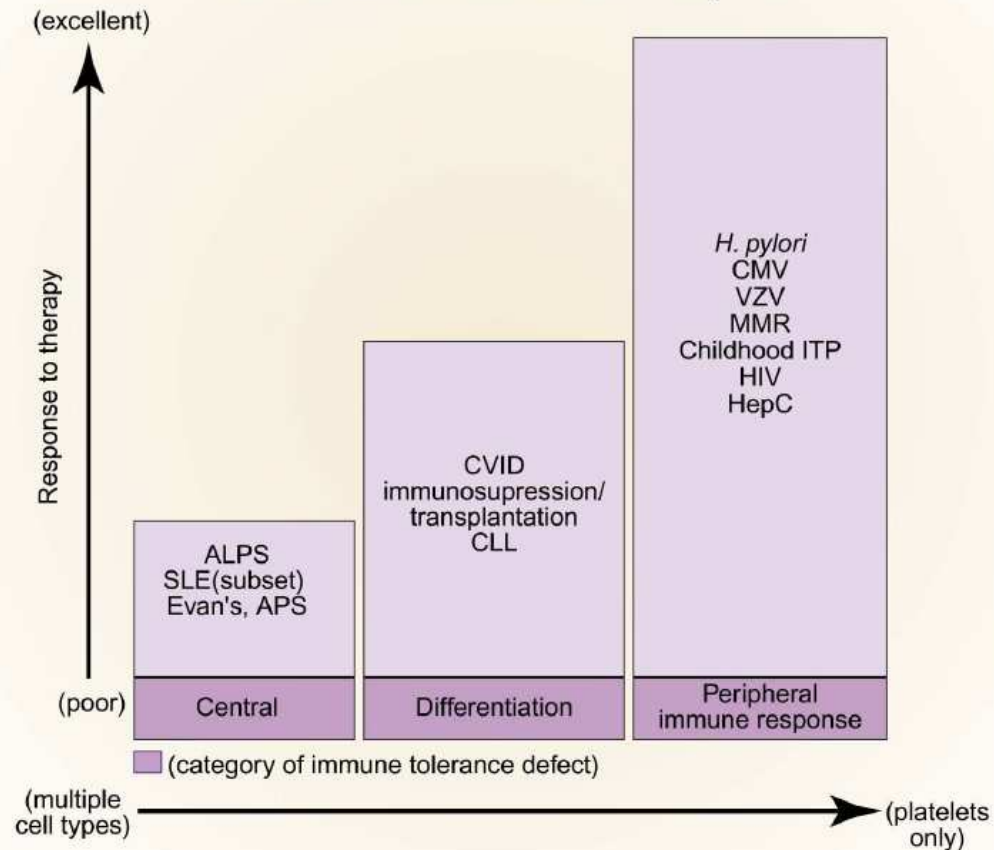 (excellent)
Response to therapy
(poor)
H. pylori
CMV
VZV
MMR
Childhood ITP
HIV
HepC
CVID
immunosupression/
transplantation
CLL
ALPS
SLE(subset)
Evan's, APS
Central
Differentiation
Peripheral
immune response
(category of immune tolerance defect)
(multiple
cell types)
(platelets
only)